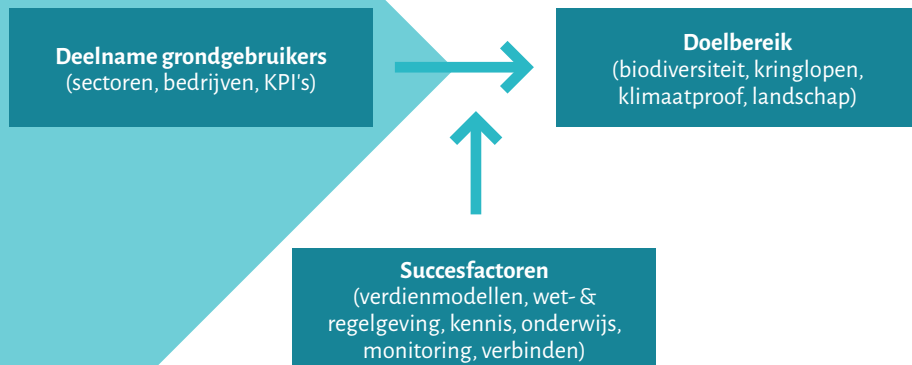 Deelname grondgebruikers
(sectoren, bedrijven, KPI's)
Doelbereik
(biodiversiteit, kringlopen,
klimaatproof, landschap)
Succesfactoren
(verdienmodellen, wet- &
regelgeving, kennis, onderwijs,
monitoring, verbinden)